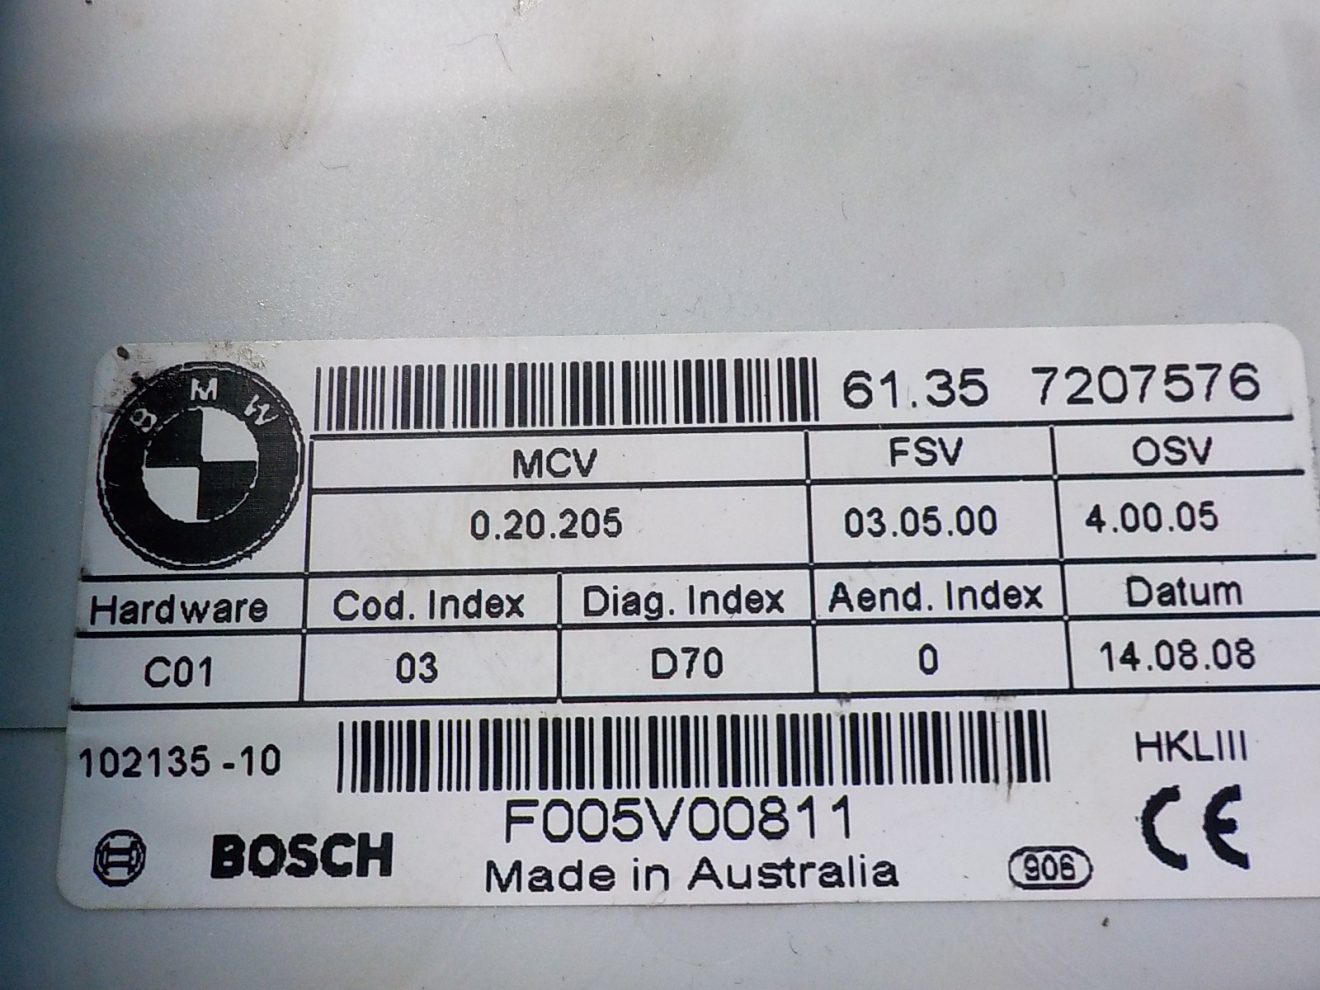 BMW
61.35 7207576
MCV FSV OSV
0.20.205 03.05.00 4.00.05
Hardware Cod. Index Diag. Index Aend. Index Datum
C01 03 D70 0 14.08.08
102135-10 HKLIII
F005V00811
BOSCH Made in Australia 906 CE